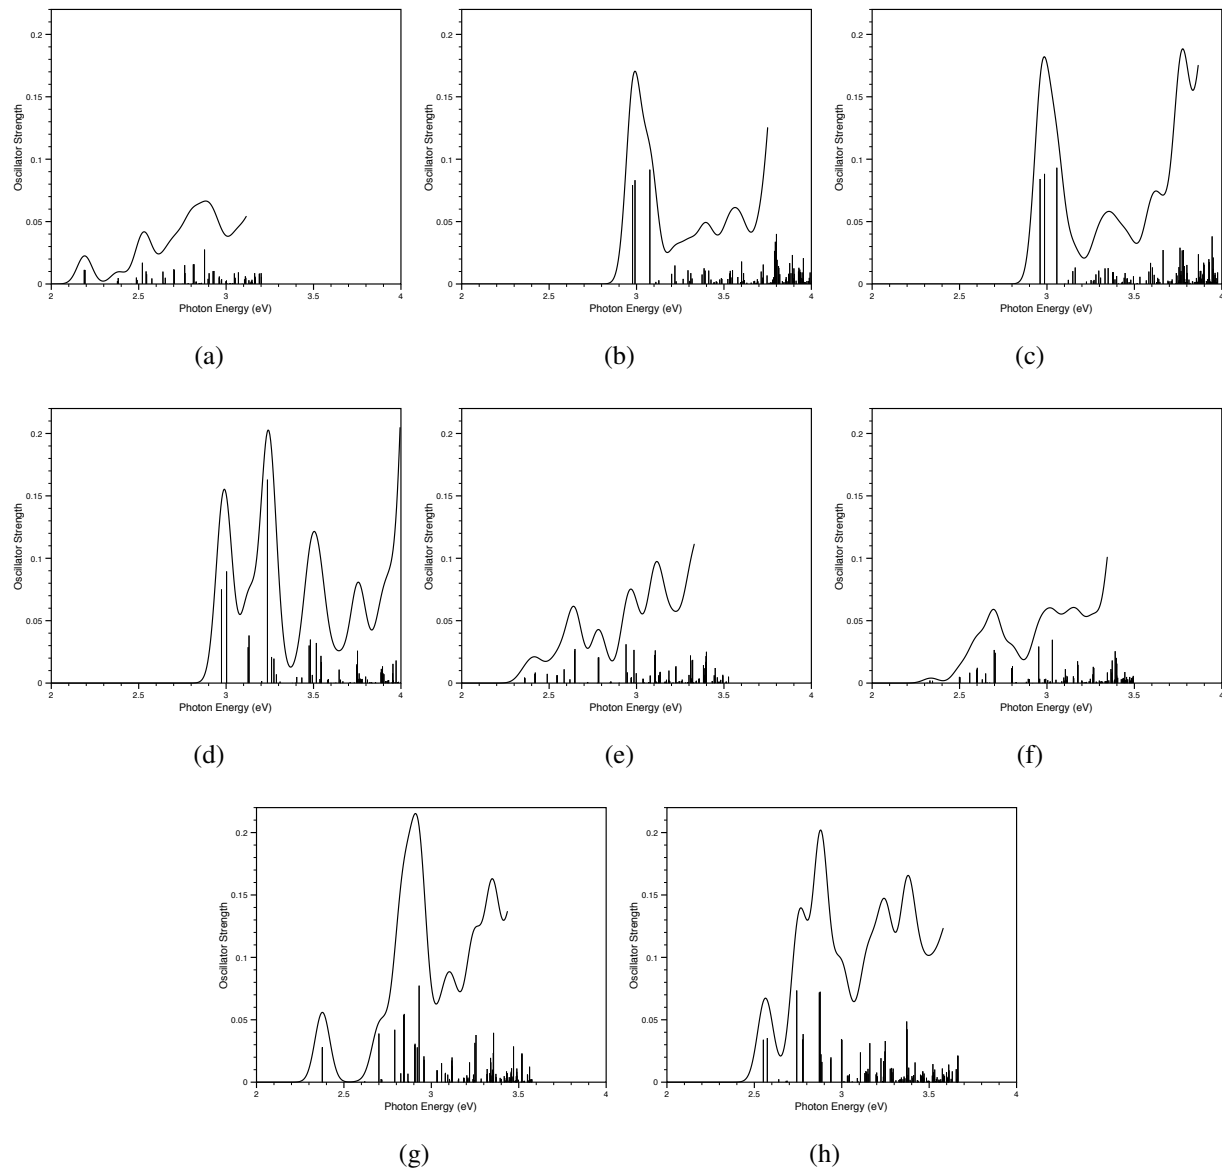 0.2
0.15
0.1
0.05
0
Oscillator Strength
2 2.5 3 3.5 4
Photon Energy (eV)
(a)
0.2
0.15
0.1
0.05
0
Oscillator Strength
2 2.5 3 3.5 4
Photon Energy (eV)
(b)
0.2
0.15
0.1
0.05
0
Oscillator Strength
2 2.5 3 3.5 4
Photon Energy (eV)
(c)
0.2
0.15
0.1
0.05
0
Oscillator Strength
2 2.5 3 3.5 4
Photon Energy (eV)
(d)
0.2
0.15
0.1
0.05
0
Oscillator Strength
2 2.5 3 3.5 4
Photon Energy (eV)
(e)
0.2
0.15
0.1
0.05
0
Oscillator Strength
2 2.5 3 3.5 4
Photon Energy (eV)
(f)
0.2
0.15
0.1
0.05
0
Oscillator Strength
2 2.5 3 3.5 4
Photon Energy (eV)
(g)
0.2
0.15
0.1
0.05
0
Oscillator Strength
2 2.5 3 3.5 4
Photon Energy (eV)
(h)